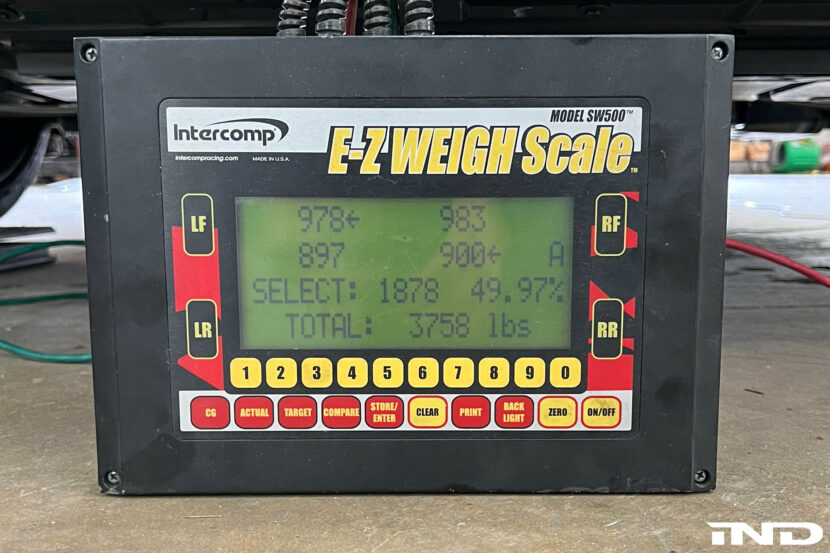 MODEL SW500™
Intercomp®
E-Z WEIGH Scale™
intercompracing.com MADE IN U.S.A.
LF 978← 983 RF
897 900← A
SELECT: 1878 49.97%
LR TOTAL: 3758 lbs RR
1 2 3 4 5 6 7 8 9 0
CG ACTUAL TARGET COMPARE STORE/ENTER CLEAR PRINT BACK LIGHT ZERO ON/OFF
IND